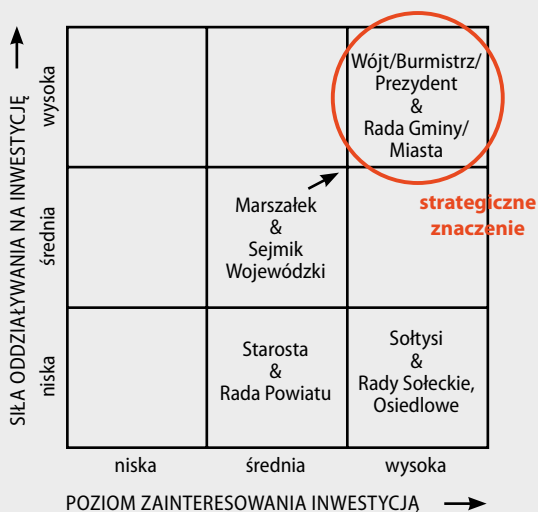 SIŁA ODDZIAŁYWANIA NA INWESTYCJĘ
wysoka
średnia
niska
Wójt/Burmistrz/
Prezydent
&
Rada Gminy/
Miasta
strategiczne
znaczenie
Marszałek
&
Sejmik
Wojewódzki
Starosta
&
Rada Powiatu
Sołtysi
&
Rady Sołeckie,
Osiedlowe
niska
średnia
wysoka
POZIOM ZAINTERESOWANIA INWESTYCJĄ